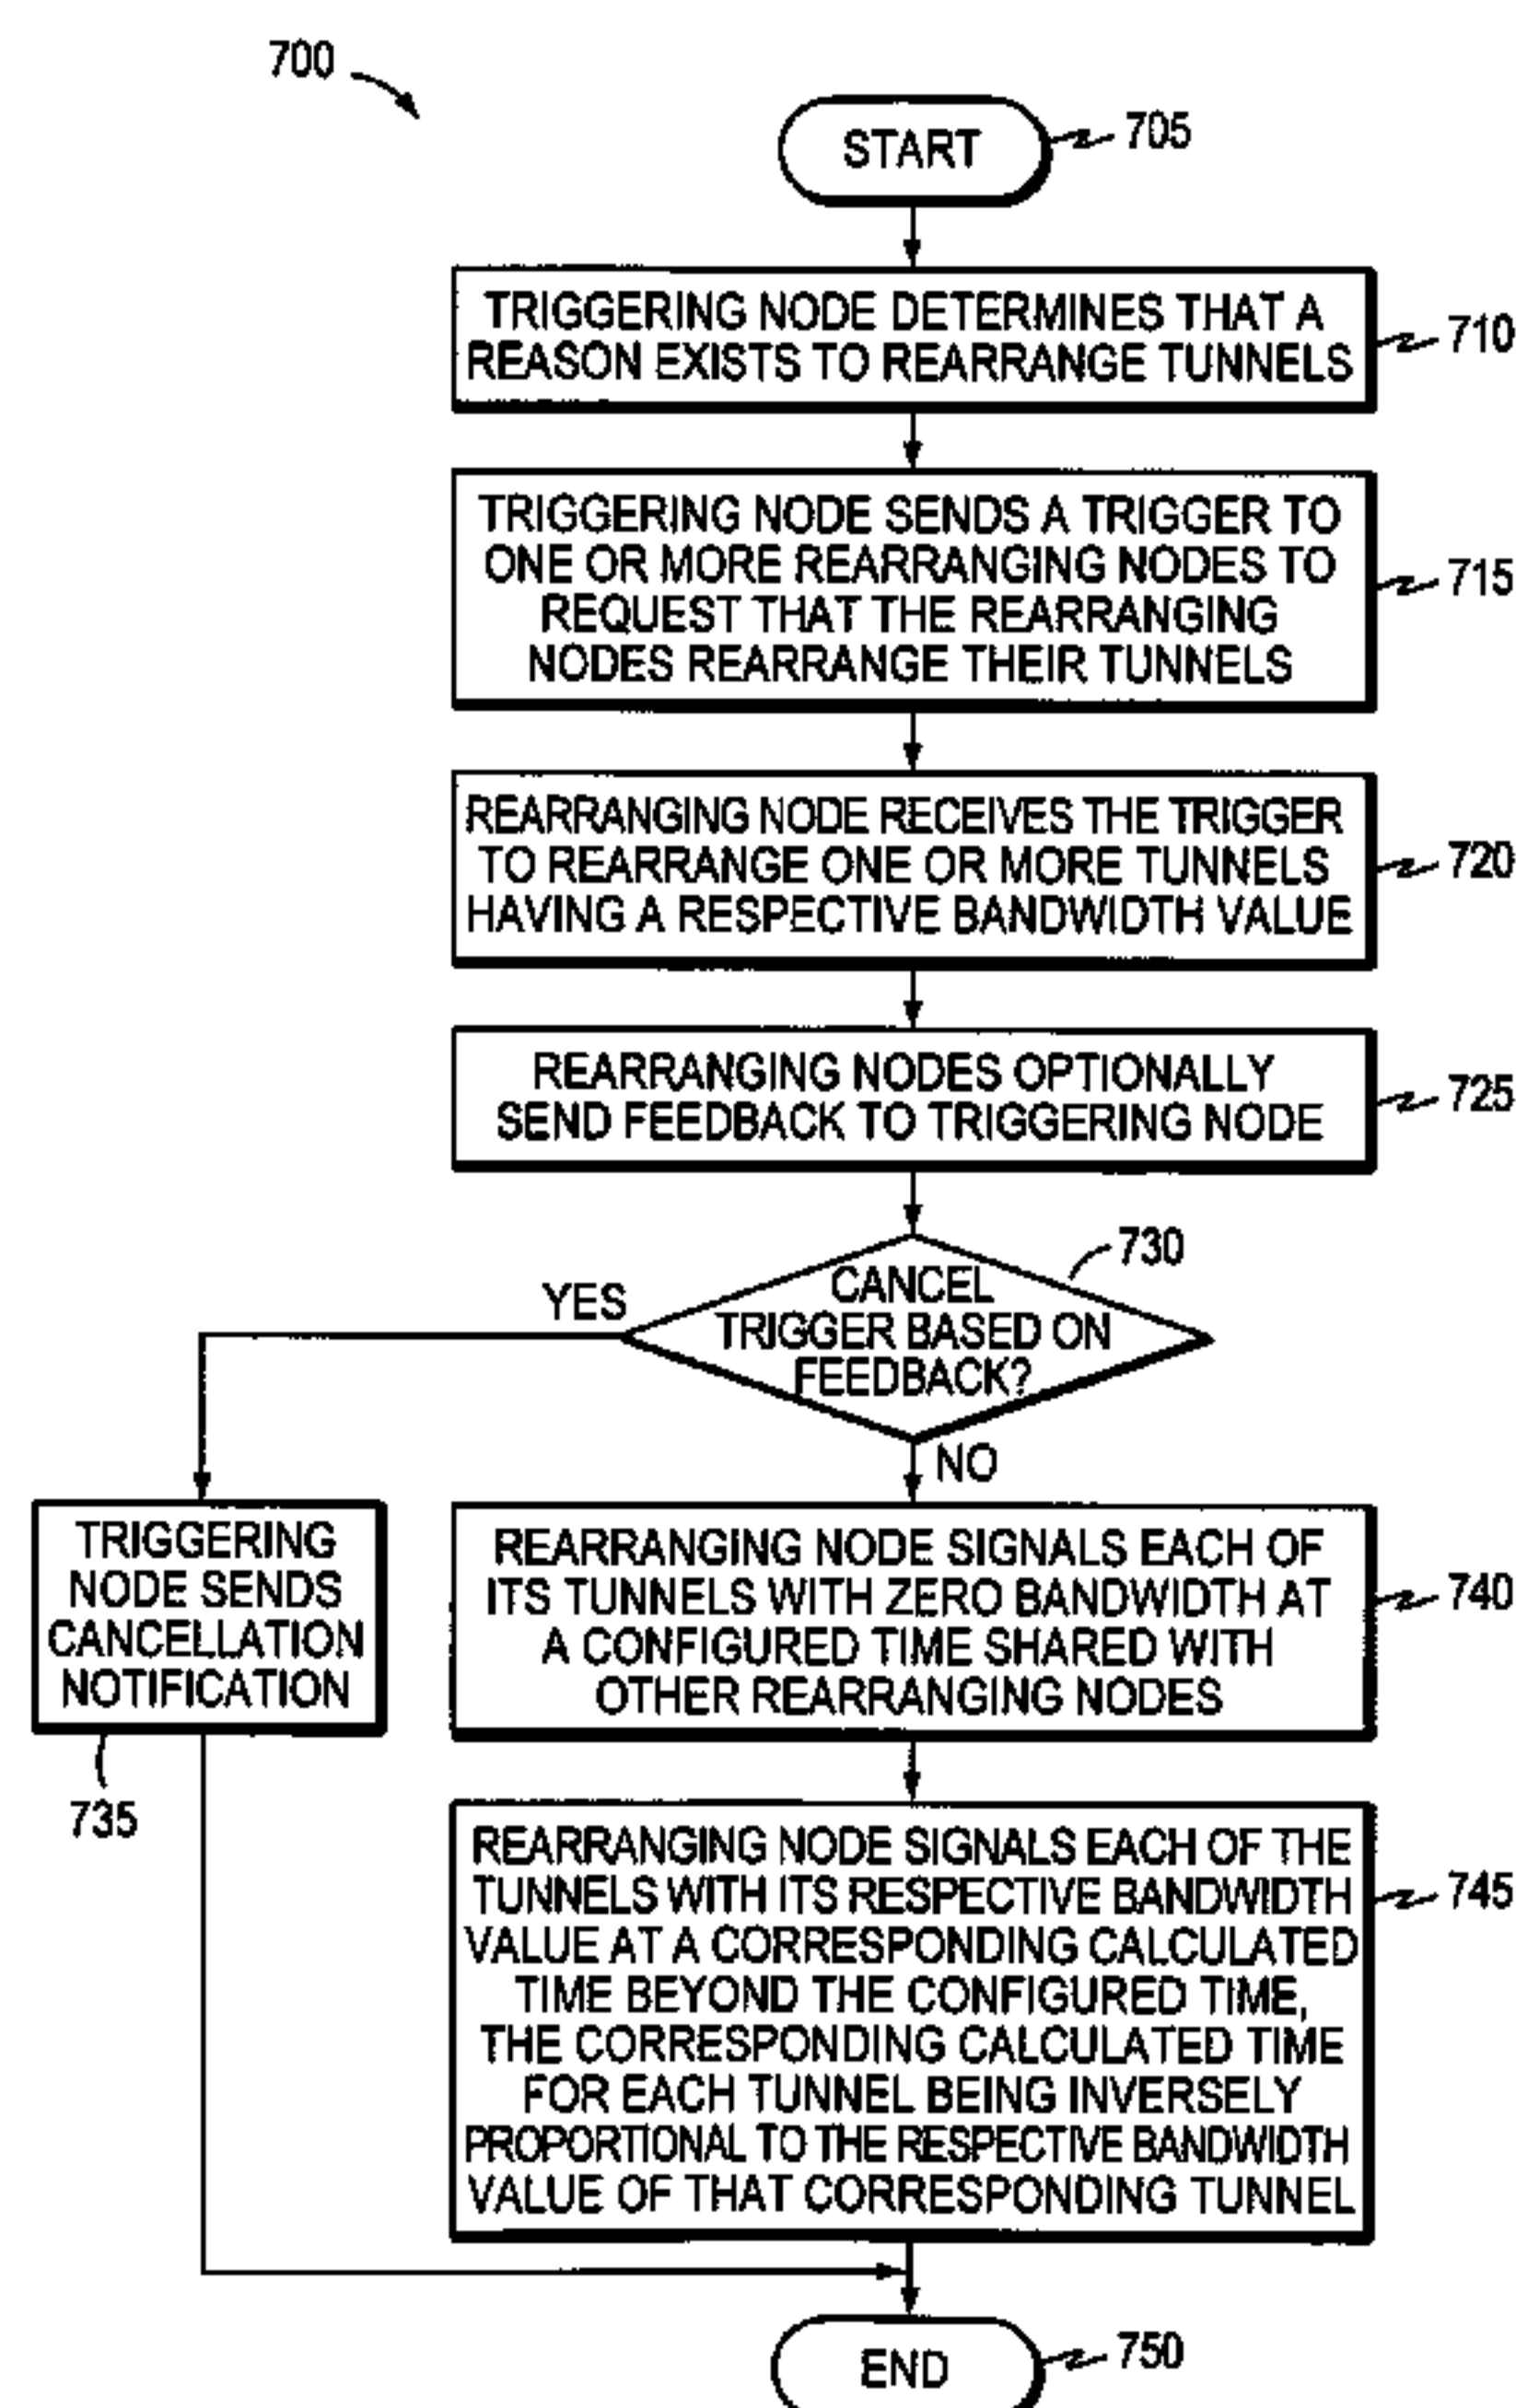 700
START
705
TRIGGERING NODE DETERMINES THAT A
REASON EXISTS TO REARRANGE TUNNELS
710
TRIGGERING NODE SENDS A TRIGGER TO
ONE OR MORE REARRANGING NODES TO
REQUEST THAT THE REARRANGING
NODES REARRANGE THEIR TUNNELS
715
REARRANGING NODE RECEIVES THE TRIGGER
TO REARRANGE ONE OR MORE TUNNELS
HAVING A RESPECTIVE BANDWIDTH VALUE
720
REARRANGING NODES OPTIONALLY
SEND FEEDBACK TO TRIGGERING NODE
725
CANCEL
TRIGGER BASED ON
FEEDBACK?
730
YES
NO
TRIGGERING
NODE SENDS
CANCELLATION
NOTIFICATION
735
REARRANGING NODE SIGNALS EACH OF
ITS TUNNELS WITH ZERO BANDWIDTH AT
A CONFIGURED TIME SHARED WITH
OTHER REARRANGING NODES
740
REARRANGING NODE SIGNALS EACH OF THE
TUNNELS WITH ITS RESPECTIVE BANDWIDTH
VALUE AT A CORRESPONDING CALCULATED
TIME BEYOND THE CONFIGURED TIME,
THE CORRESPONDING CALCULATED TIME
FOR EACH TUNNEL BEING INVERSELY
PROPORTIONAL TO THE RESPECTIVE BANDWIDTH
VALUE OF THAT CORRESPONDING TUNNEL
745
END
750